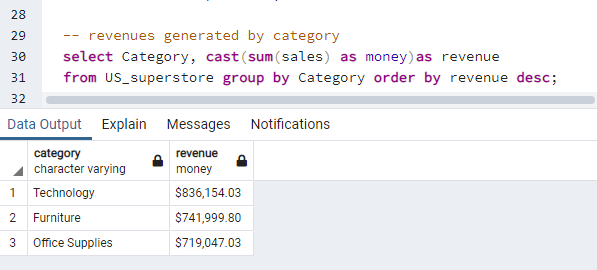 28
29 -- revenues generated by category
30 select Category, cast(sum(sales) as money)as revenue
31 from US_superstore group by Category order by revenue desc;
32
Data Output Explain Messages Notifications
category revenue
character varying money
1 Technology $836,154.03
2 Furniture $741,999.80
3 Office Supplies $719,047.03